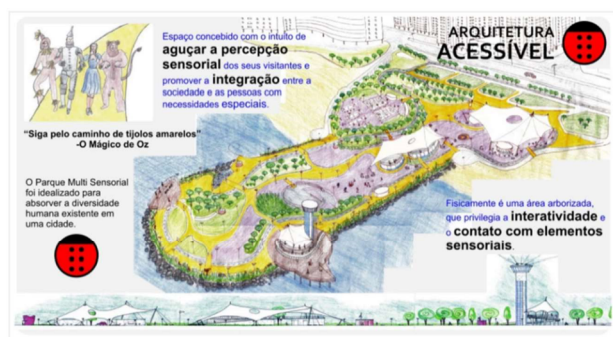 Espaço concebido com o intuito de
aguçar a percepção
sensorial dos seus visitantes e
promover a integração entre a
sociedade e as pessoas com
necessidades especiais.
ARQUITETURA
ACESSÍVEL
"Siga pelo caminho de tijolos amarelos"
-O Mágico de Oz
O Parque Multi Sensorial
foi idealizado para
absorver a diversidade
humana existente em
uma cidade.
Fisicamente é uma área arborizada,
que privilegia a interatividade e
o contato com elementos
sensoriais.